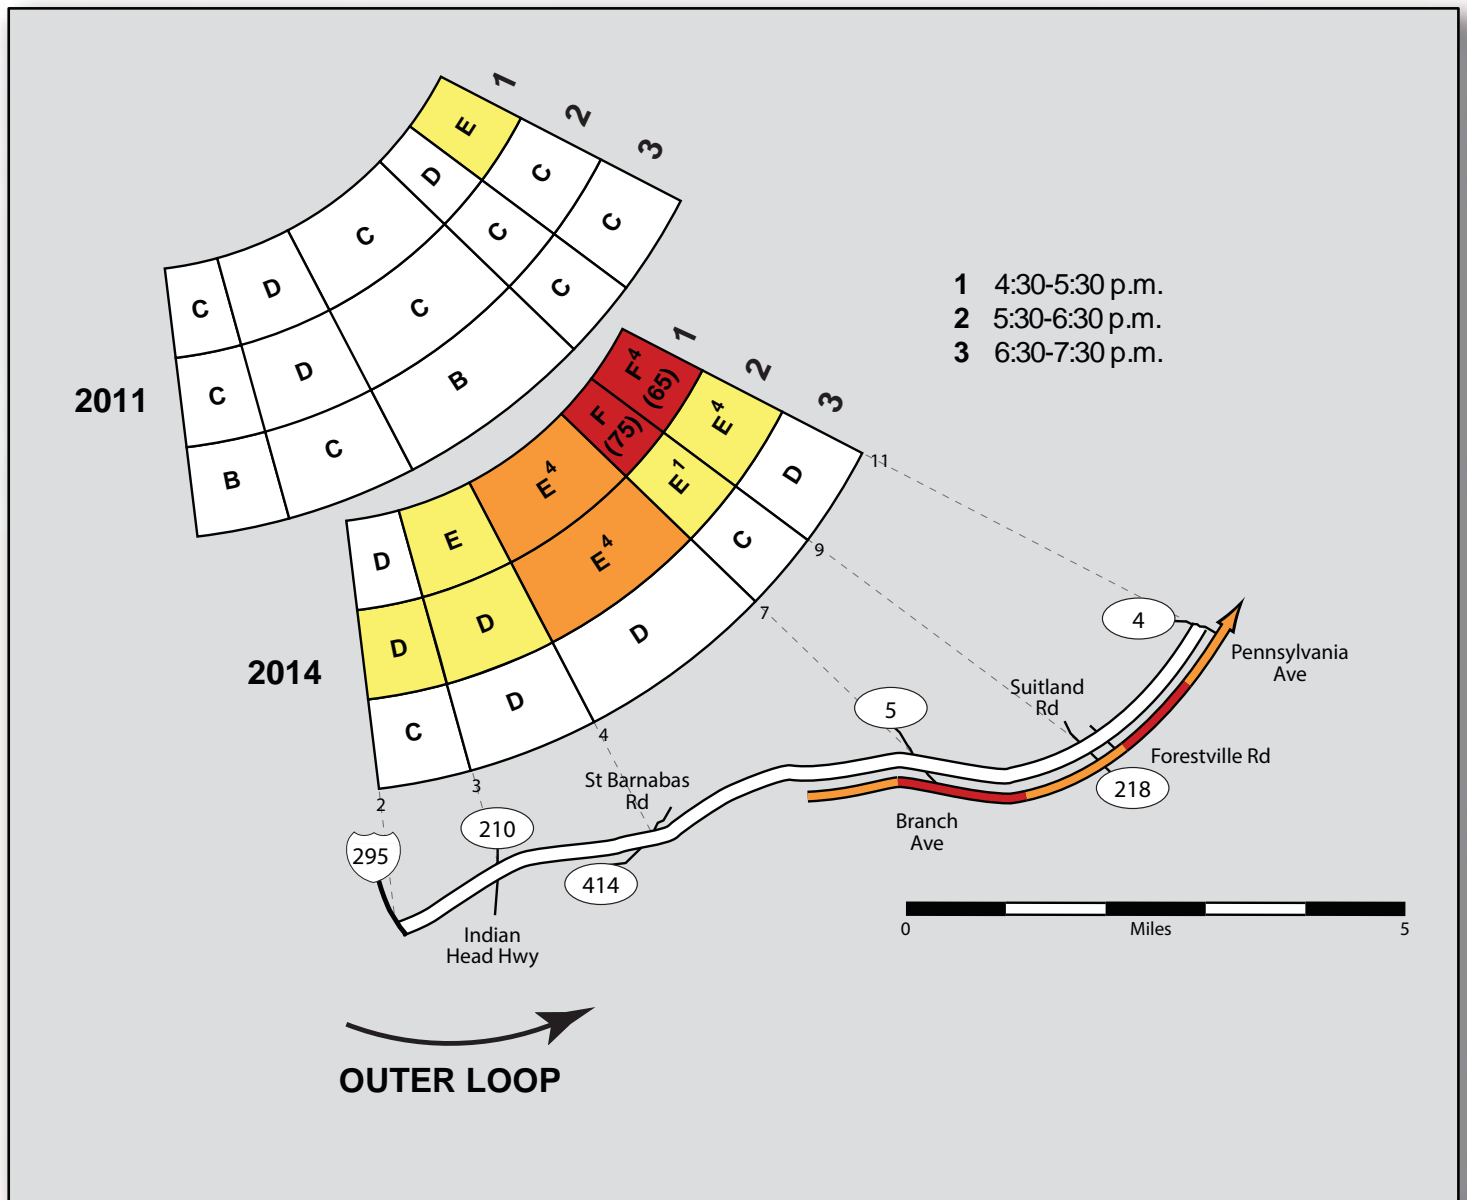 1
2
3
E
D
C
C
D
C
C
C
C
D
C
C
C
D
B
B
C
2011
1 4:30-5:30 p.m.
2 5:30-6:30 p.m.
3 6:30-7:30 p.m.
1
2
3
F4
(65)
F
(75)
E4
D
E1
C
E4
E4
D
E
D
D
D
D
C
D
2014
11
9
7
4
3
2
4
Pennsylvania
Ave
Suitland
Rd
5
Forestville Rd
218
Branch
Ave
St Barnabas
Rd
210
414
295
Indian
Head Hwy
0
Miles
5
OUTER LOOP